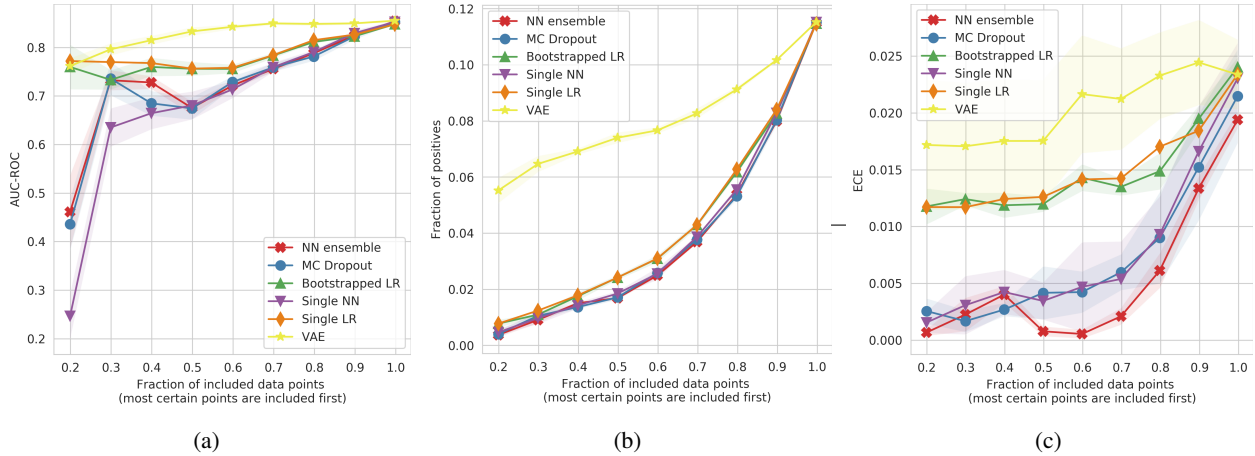 0.8
0.7
0.6
0.5
0.4
0.3
0.2
AUC-ROC
NN ensemble
MC Dropout
Bootstrapped LR
Single NN
Single LR
VAE
0.2 0.3 0.4 0.5 0.6 0.7 0.8 0.9 1.0
Fraction of included data points
(most certain points are included first)
(a)
0.12
0.10
0.08
0.06
0.04
0.02
0.00
Fraction of positives
NN ensemble
MC Dropout
Bootstrapped LR
Single NN
Single LR
VAE
0.2 0.3 0.4 0.5 0.6 0.7 0.8 0.9 1.0
Fraction of included data points
(most certain points are included first)
(b)
0.025
0.020
0.015
0.010
0.005
0.000
ECE
NN ensemble
MC Dropout
Bootstrapped LR
Single NN
Single LR
VAE
0.2 0.3 0.4 0.5 0.6 0.7 0.8 0.9 1.0
Fraction of included data points
(most certain points are included first)
(c)